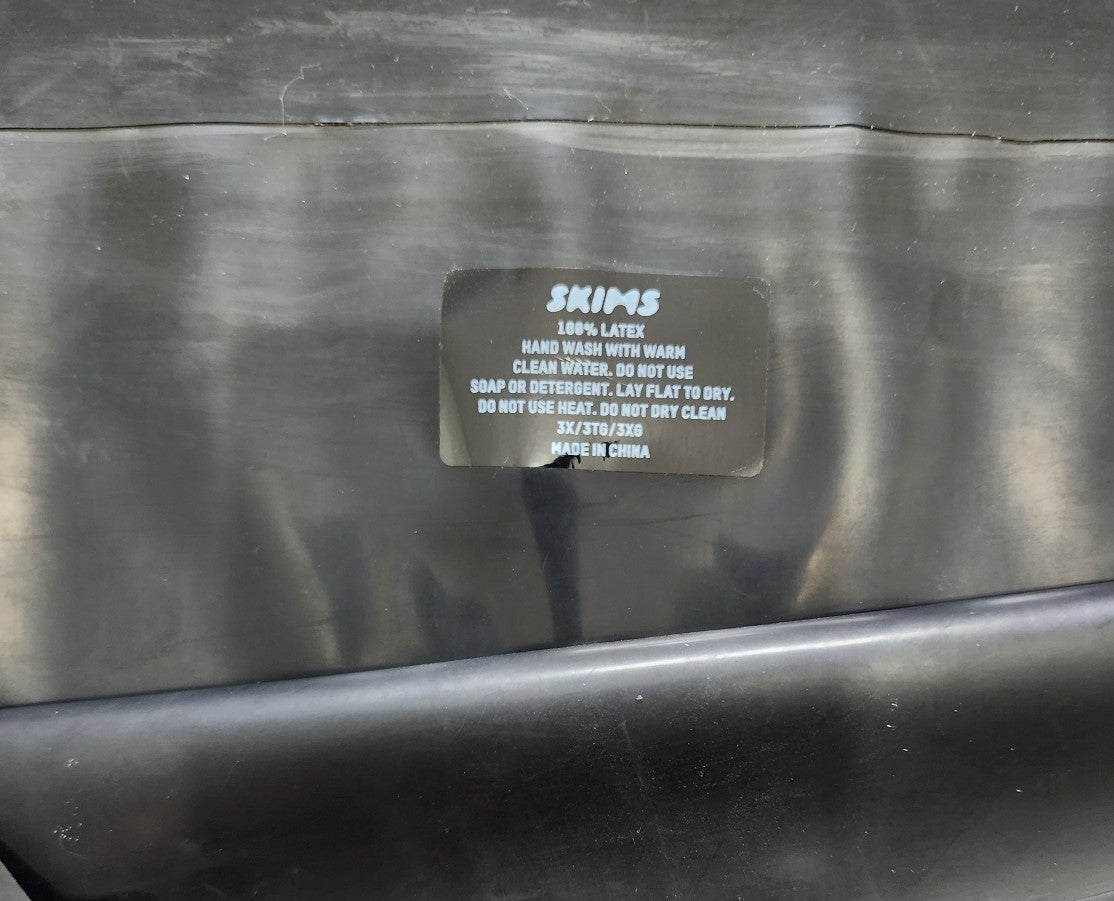 SKIMS
100% LATEX
HAND WASH WITH WARM
CLEAN WATER. DO NOT USE
SOAP OR DETERGENT. LAY FLAT TO DRY.
DO NOT USE HEAT. DO NOT DRY CLEAN
3X/3TG/3XG
MADE IN CHINA